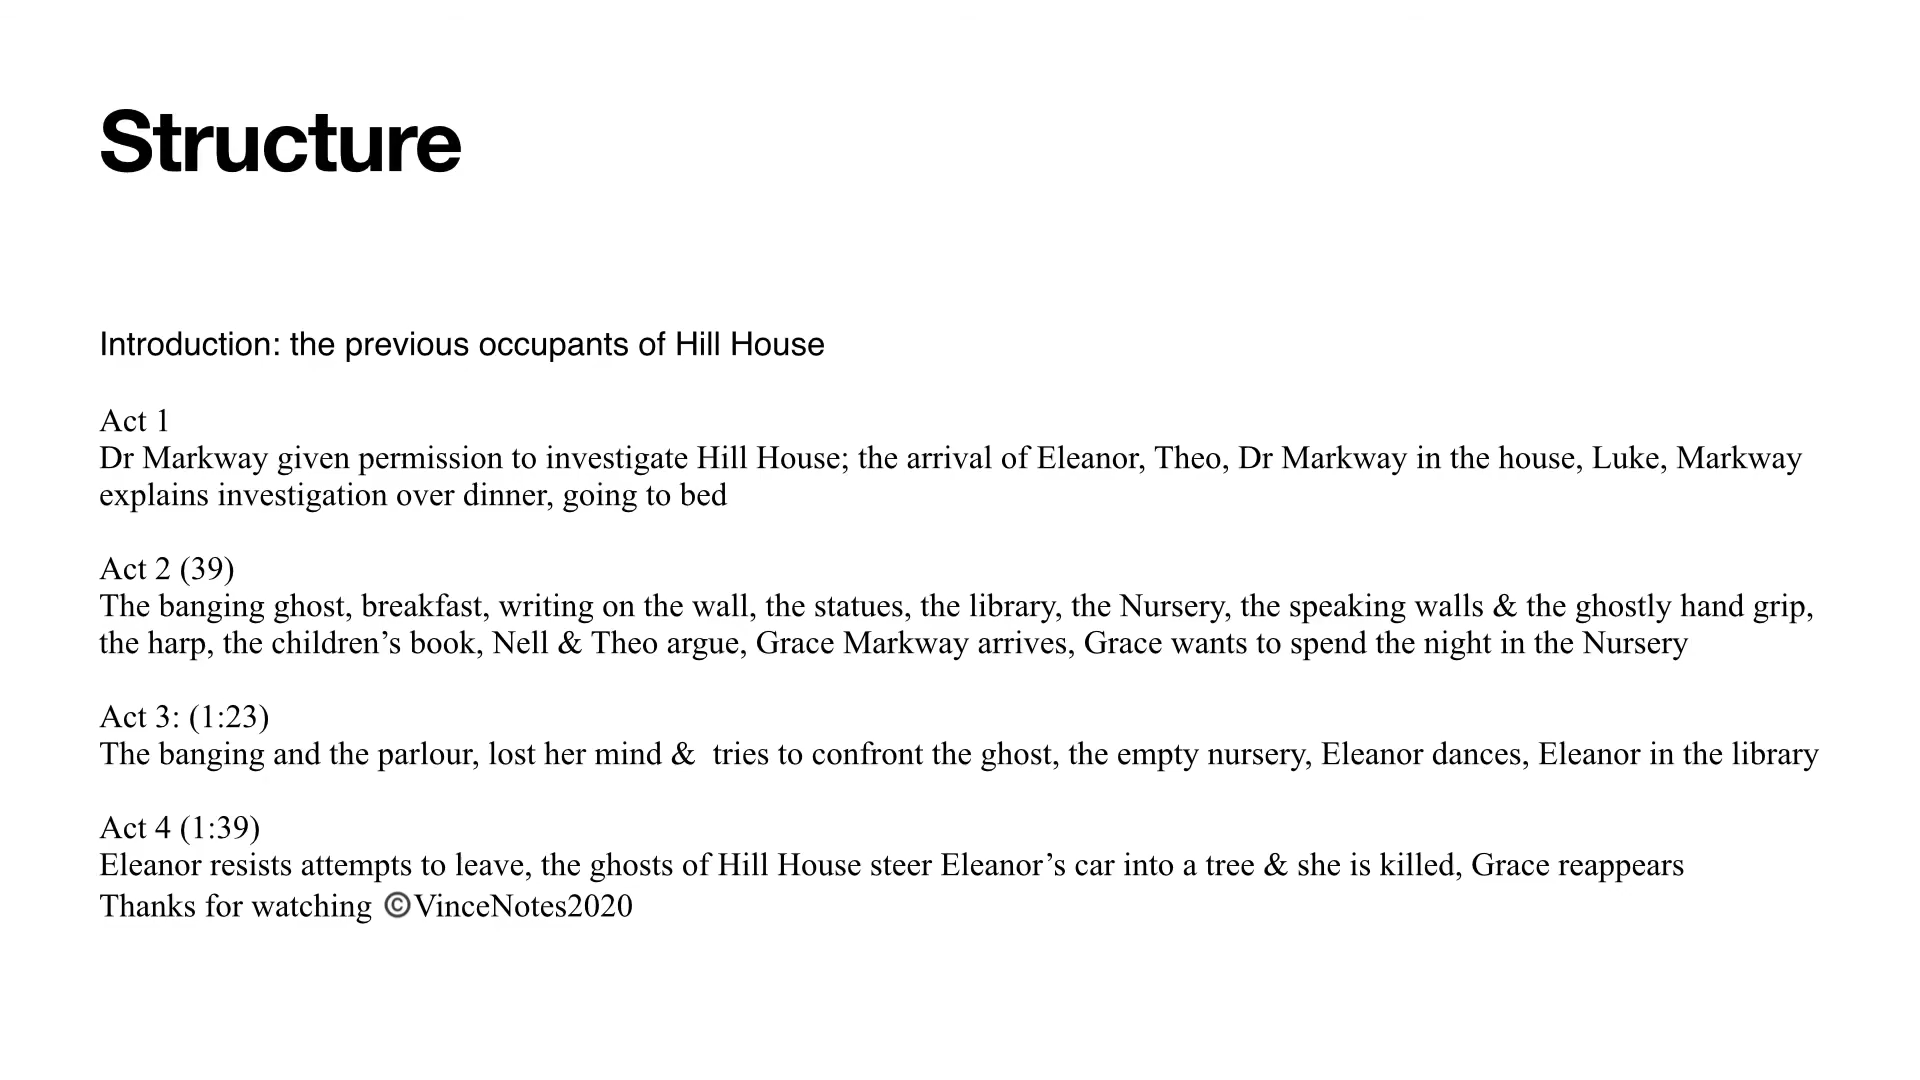 Structure
Introduction: the previous occupants of Hill House
Act 1
Dr Markway given permission to investigate Hill House; the arrival of Eleanor, Theo, Dr Markway in the house, Luke, Markway
explains investigation over dinner, going to bed
Act 2 (39)
The banging ghost, breakfast, writing on the wall, the statues, the library, the Nursery, the speaking walls & the ghostly hand grip,
the harp, the children’s book, Nell & Theo argue, Grace Markway arrives, Grace wants to spend the night in the Nursery
Act 3: (1:23)
The banging and the parlour, lost her mind &  tries to confront the ghost, the empty nursery, Eleanor dances, Eleanor in the library
Act 4 (1:39)
Eleanor resists attempts to leave, the ghosts of Hill House steer Eleanor’s car into a tree & she is killed, Grace reappears
Thanks for watching ©VinceNotes2020